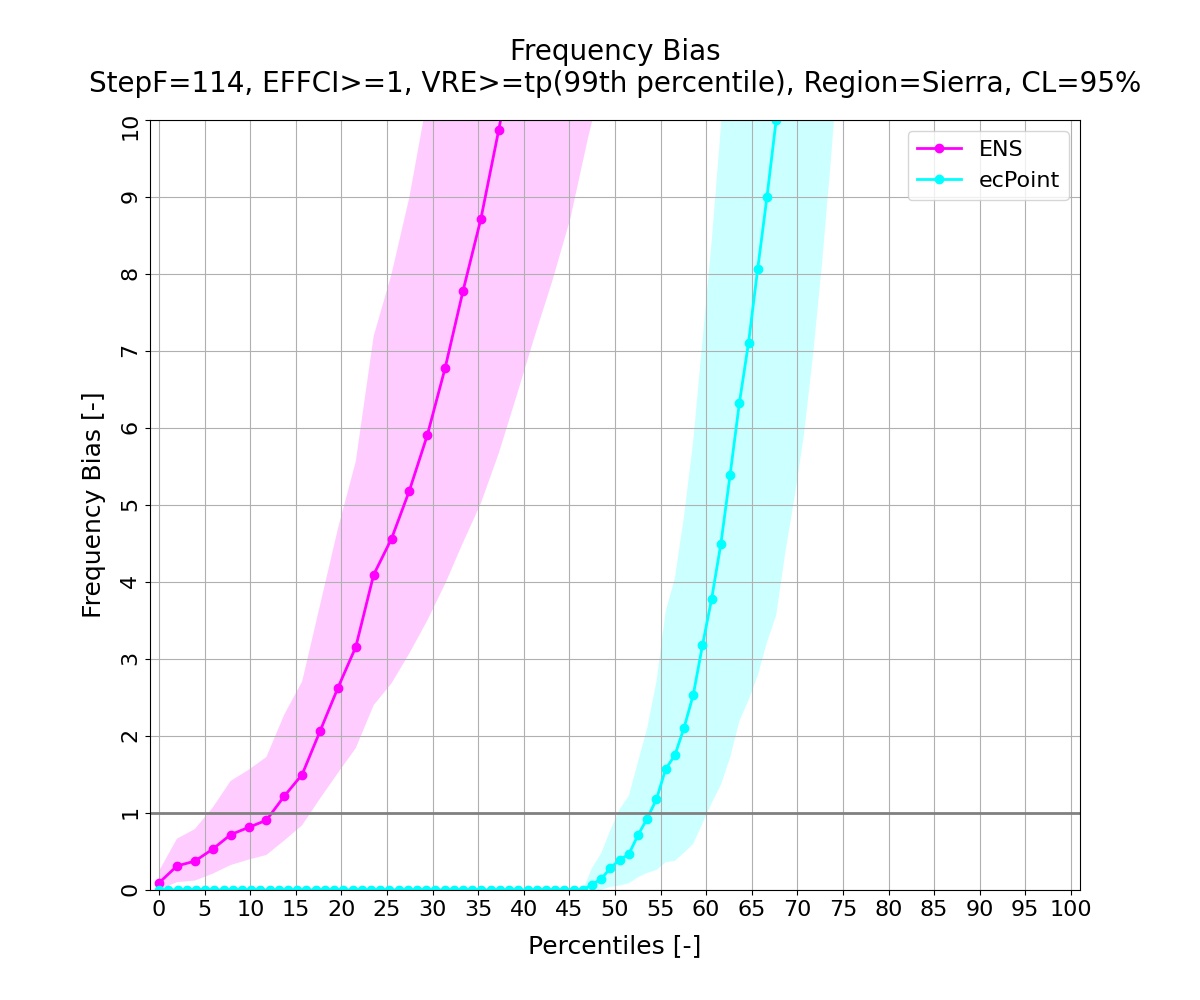 Frequency Bias
StepF=114, EFFCI>=1, VRE>=tp(99th percentile), Region=Sierra, CL=95%
10
9
8
7
6
5
4
3
2
1
0
Frequency Bias [-]
ENS
ecPoint
0 5 10 15 20 25 30 35 40 45 50 55 60 65 70 75 80 85 90 95 100
Percentiles [-]